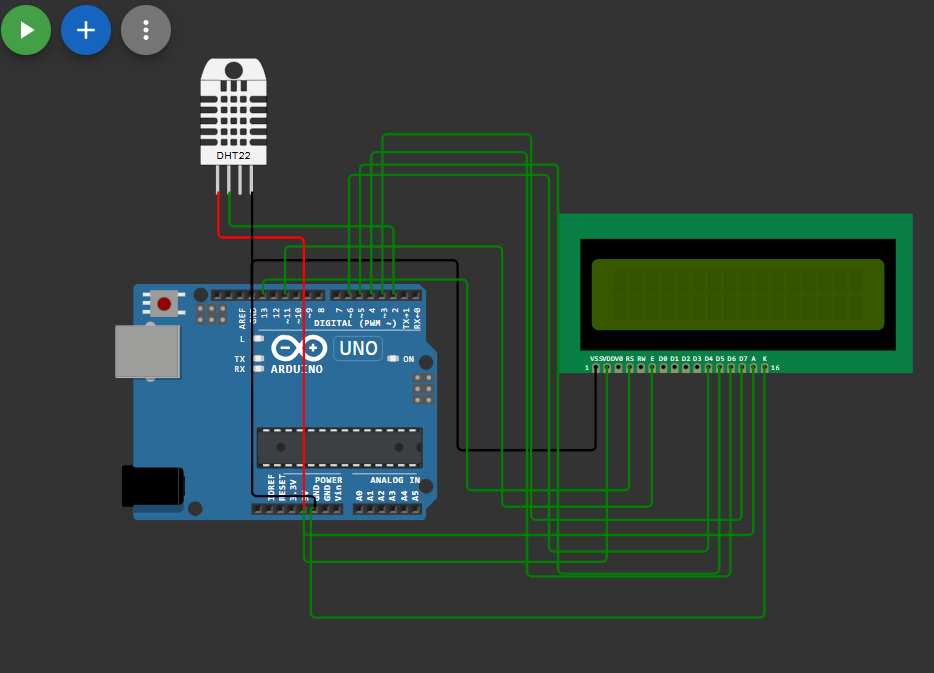 DHT22
AREF
GND
13
12
~11
~10
~9
8
7
~6
~5
4
~3
2
TX→1
RX←0
DIGITAL (PWM ~)
L
TX
RX
UNO
ON
ARDUINO
VSS VDD V0 RS RW E D0 D1 D2 D3 D4 D5 D6 D7 A K
1
16
POWER
ANALOG IN
IOREF
RESET
3.3V
5V
GND
GND
Vin
A0
A1
A2
A3
A4
A5